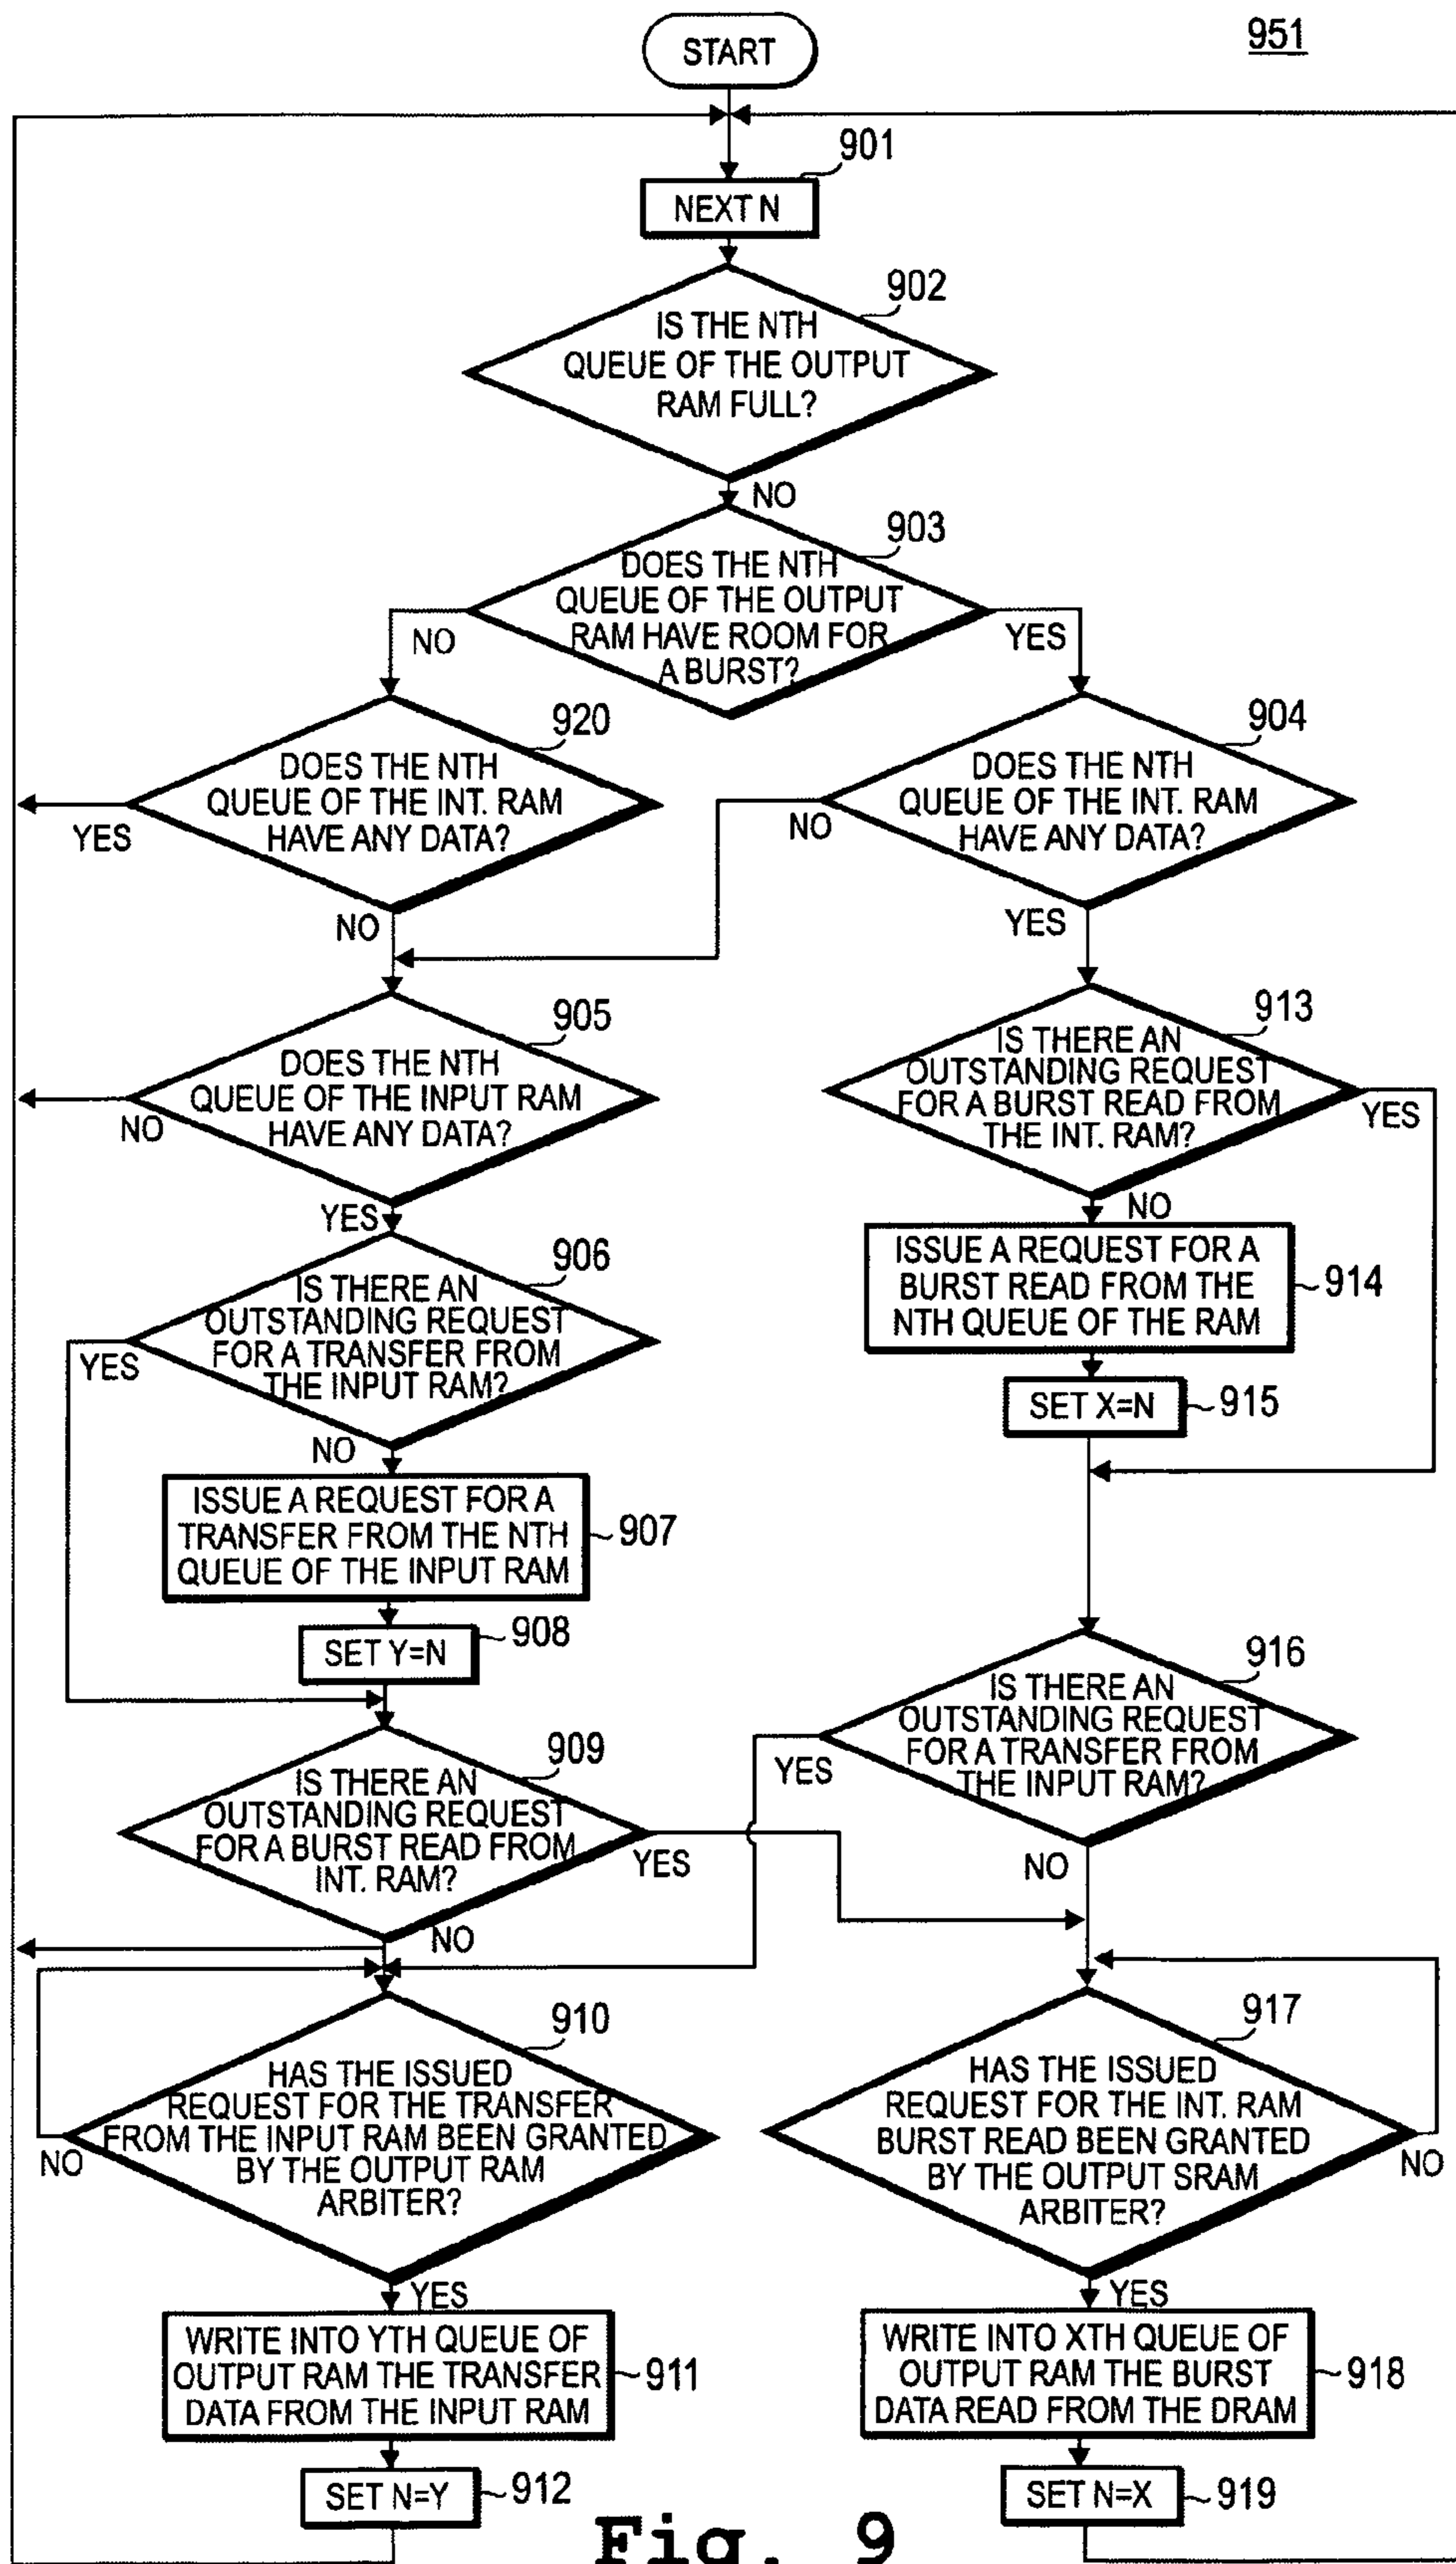 951
START
901
NEXT N
902
IS THE NTH
QUEUE OF THE OUTPUT
RAM FULL?
NO
903
DOES THE NTH
QUEUE OF THE OUTPUT
RAM HAVE ROOM FOR
A BURST?
NO
YES
920
DOES THE NTH
QUEUE OF THE INT. RAM
HAVE ANY DATA?
YES
NO
904
DOES THE NTH
QUEUE OF THE INT. RAM
HAVE ANY DATA?
NO
YES
905
DOES THE NTH
QUEUE OF THE INPUT RAM
HAVE ANY DATA?
NO
YES
913
IS THERE AN
OUTSTANDING REQUEST
FOR A BURST READ FROM
THE INT. RAM?
YES
NO
906
IS THERE AN
OUTSTANDING REQUEST
FOR A TRANSFER FROM
THE INPUT RAM?
YES
NO
ISSUE A REQUEST FOR A
BURST READ FROM THE
NTH QUEUE OF THE RAM
914
SET X=N
915
ISSUE A REQUEST FOR A
TRANSFER FROM THE NTH
QUEUE OF THE INPUT RAM
907
SET Y=N
908
916
IS THERE AN
OUTSTANDING REQUEST
FOR A TRANSFER FROM
THE INPUT RAM?
YES
NO
909
IS THERE AN
OUTSTANDING REQUEST
FOR A BURST READ FROM
INT. RAM?
YES
NO
910
HAS THE ISSUED
REQUEST FOR THE TRANSFER
FROM THE INPUT RAM BEEN GRANTED
BY THE OUTPUT RAM
ARBITER?
NO
YES
917
HAS THE ISSUED
REQUEST FOR THE INT. RAM
BURST READ BEEN GRANTED
BY THE OUTPUT SRAM
ARBITER?
NO
YES
WRITE INTO YTH QUEUE OF
OUTPUT RAM THE TRANSFER
DATA FROM THE INPUT RAM
911
WRITE INTO XTH QUEUE OF
OUTPUT RAM THE BURST
DATA READ FROM THE DRAM
918
SET N=Y
912
SET N=X
919
Fig. 9